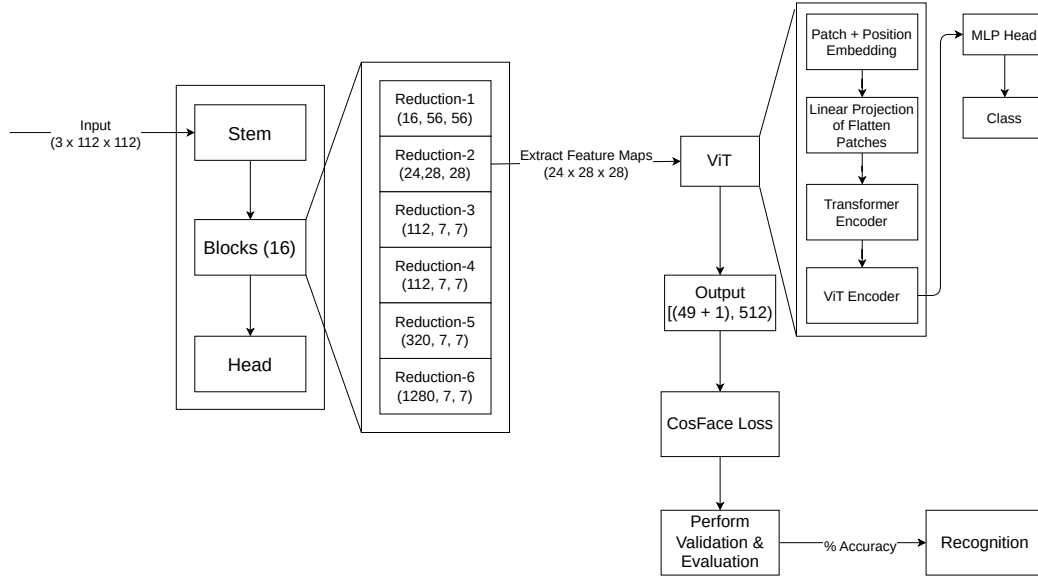 Input
(3 x 112 x 112)
Stem
Blocks (16)
Head
Reduction-1
(16, 56, 56)
Reduction-2
(24,28, 28)
Reduction-3
(112, 7, 7)
Reduction-4
(112, 7, 7)
Reduction-5
(320, 7, 7)
Reduction-6
(1280, 7, 7)
Extract Feature Maps
(24 x 28 x 28)
ViT
Output
[(49 + 1), 512)
CosFace Loss
Perform
Validation &
Evaluation
% Accuracy
Recognition
Patch + Position
Embedding
Linear Projection
of Flatten
Patches
Transformer
Encoder
ViT Encoder
MLP Head
Class